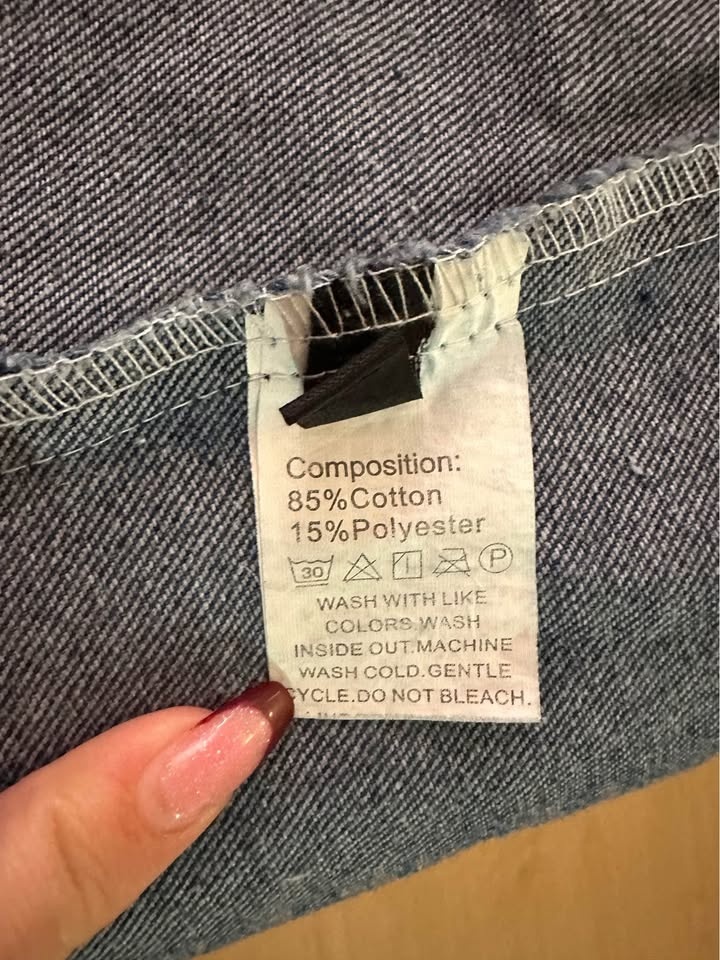 Composition:
85%Cotton
15%Polyester
30 P
WASH WITH LIKE
COLORS.WASH
INSIDE OUT.MACHINE
WASH COLD.GENTLE
CYCLE.DO NOT BLEACH.